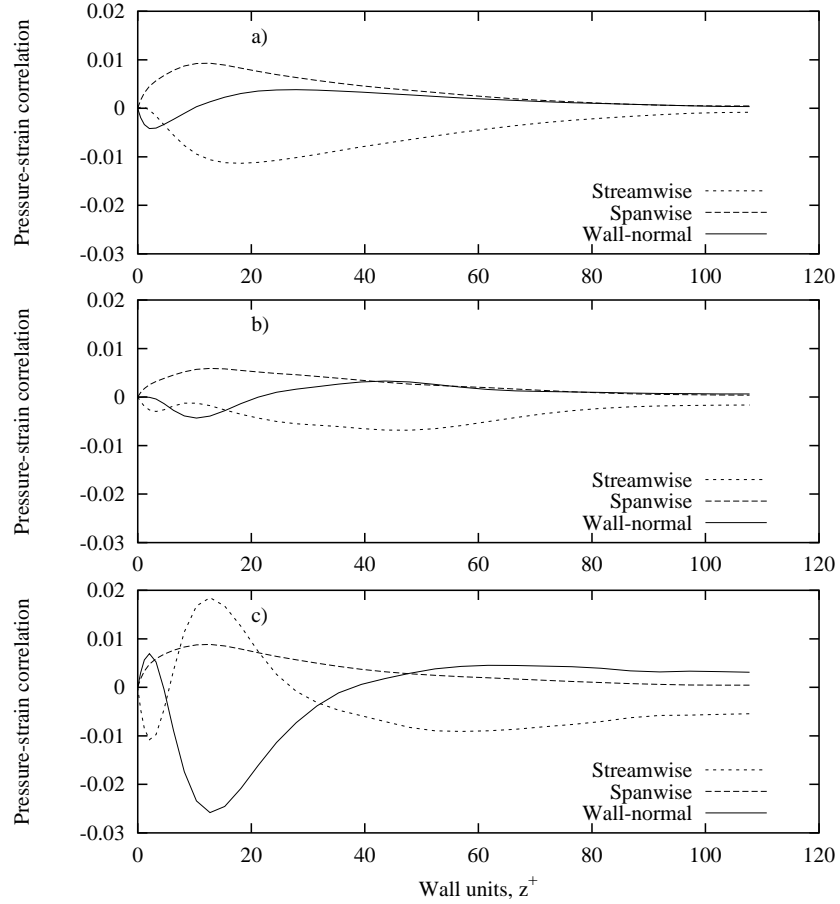 0.02
a)
0.01
0
-0.01
-0.02
-0.03
Pressure-strain correlation
Streamwise
Spanwise
Wall-normal
0 20 40 60 80 100 120
0.02
b)
0.01
0
-0.01
-0.02
-0.03
Pressure-strain correlation
Streamwise
Spanwise
Wall-normal
0 20 40 60 80 100 120
0.02
c)
0.01
0
-0.01
-0.02
-0.03
Pressure-strain correlation
Streamwise
Spanwise
Wall-normal
0 20 40 60 80 100 120
Wall units, z⁺